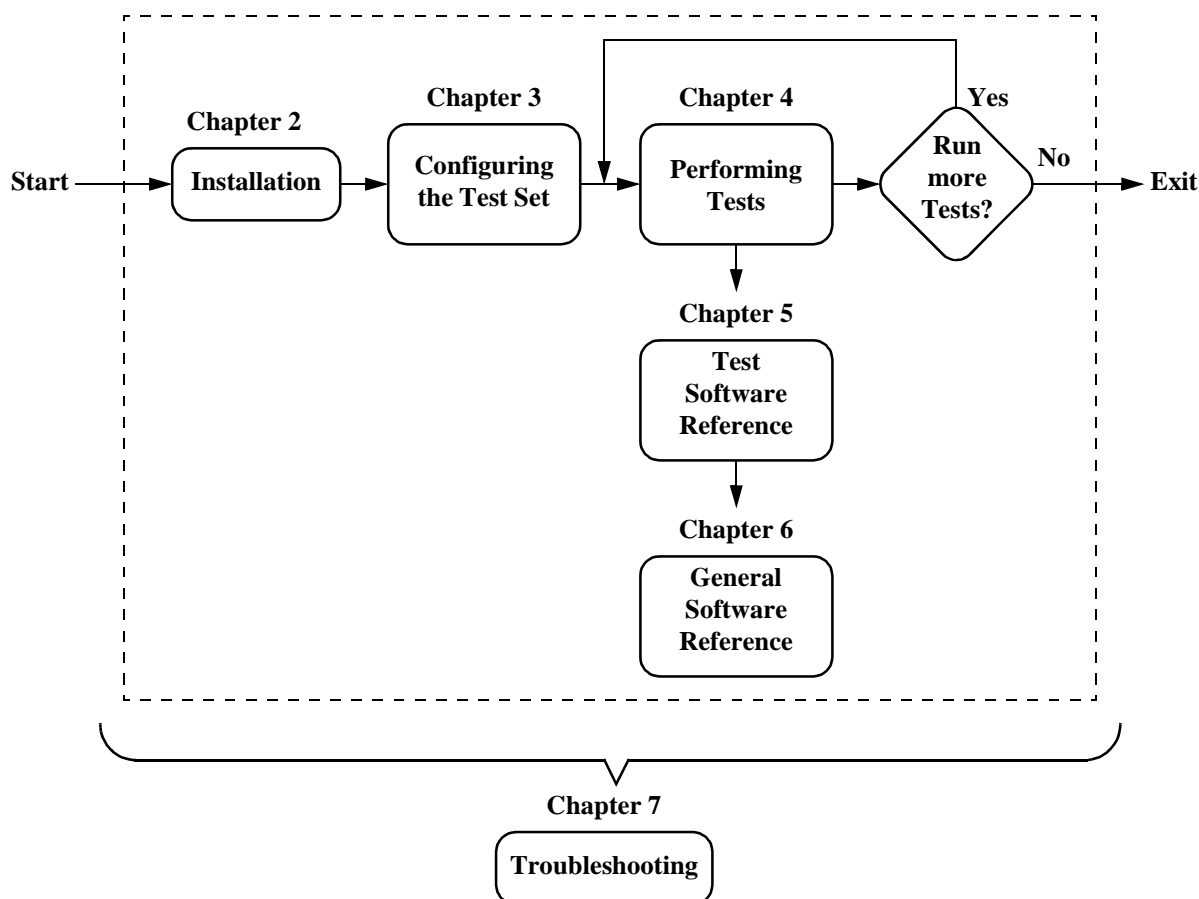 Chapter 2
Chapter 3
Chapter 4
Yes
No
Start
Installation
Configuring
the Test Set
Performing
Tests
Run
more
Tests?
Exit
Chapter 5
Test
Software
Reference
Chapter 6
General
Software
Reference
Chapter 7
Troubleshooting